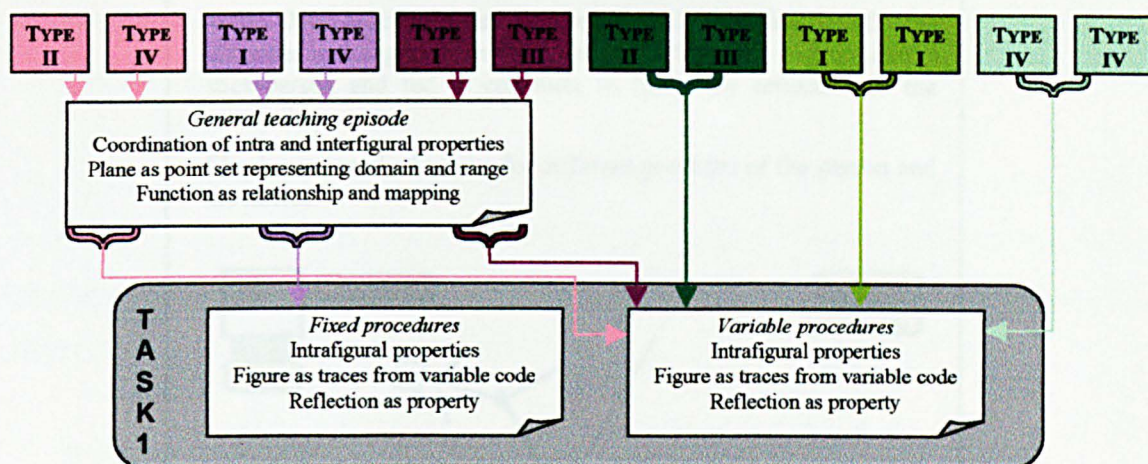 TYPE II
TYPE IV
TYPE I
TYPE IV
TYPE I
TYPE III
TYPE II
TYPE III
TYPE I
TYPE I
TYPE IV
TYPE IV
General teaching episode
Coordination of intra and interfigural properties
Plane as point set representing domain and range
Function as relationship and mapping
TASK 1
Fixed procedures
Intrafigural properties
Figure as traces from variable code
Reflection as property
Variable procedures
Intrafigural properties
Figure as traces from variable code
Reflection as property